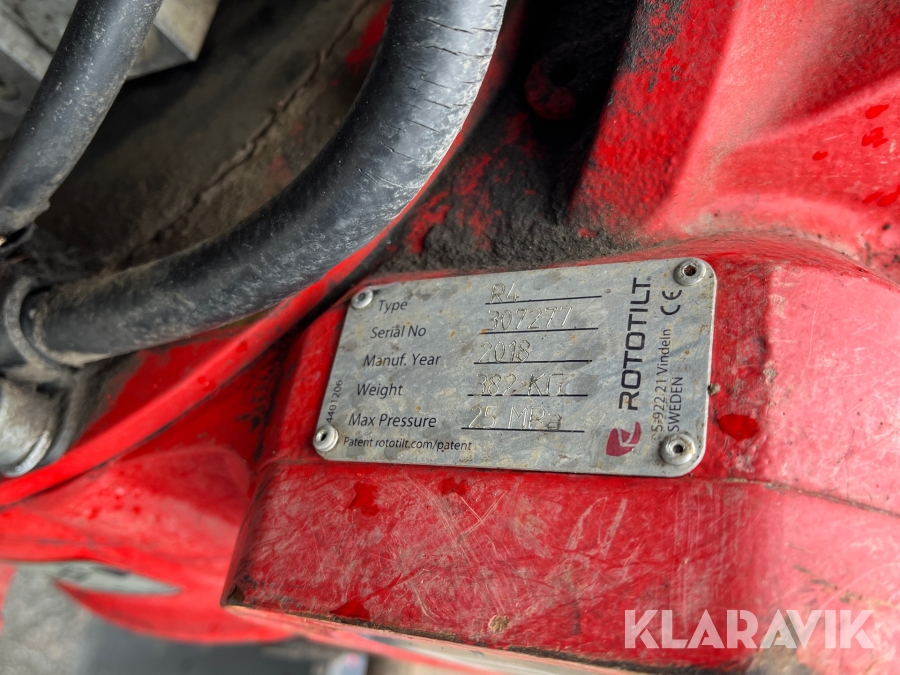 Type R4
Serial No 307277
Manuf. Year 2018
Weight 382 KG
Max Pressure 25 MPa
Patent rototilt.com/patent
4401206
ROTOTILT
S-922 21 Vindeln
SWEDEN
CE
KLARAVIK